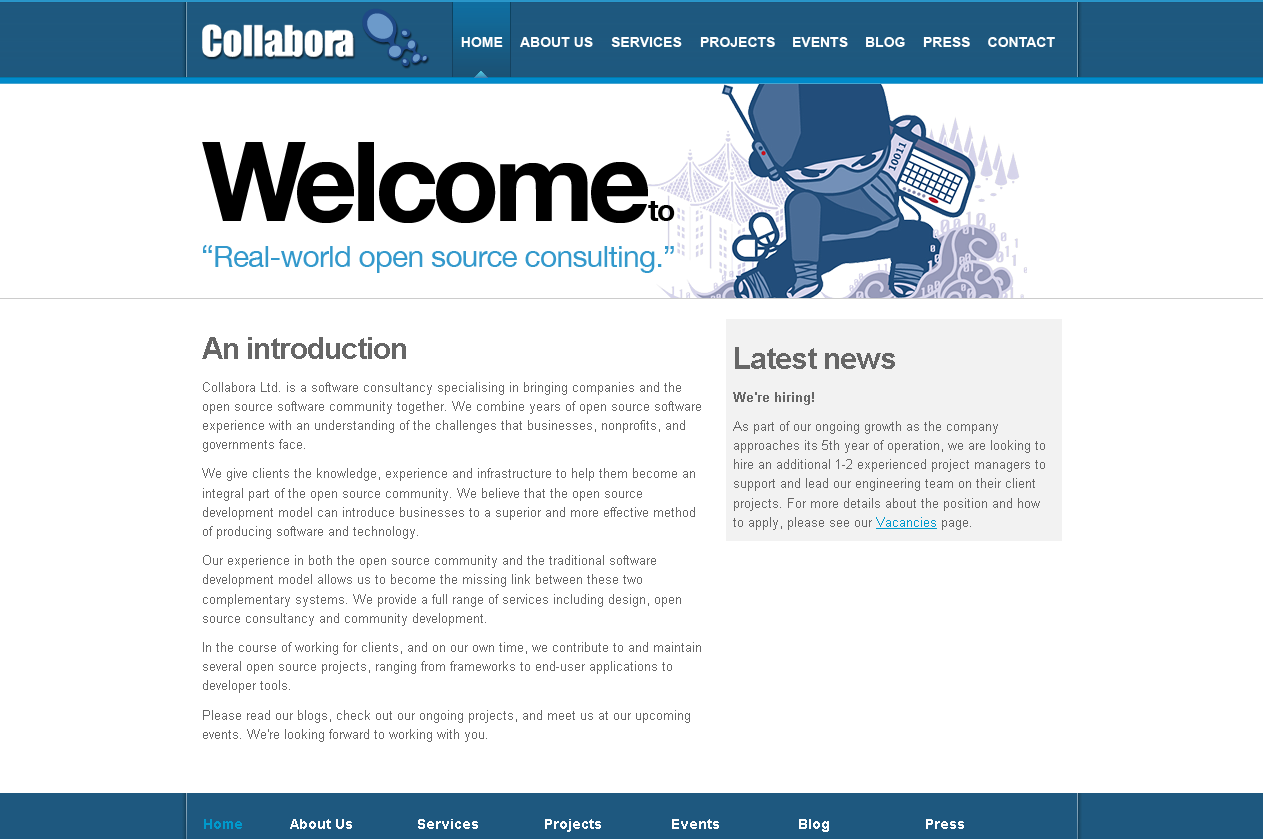 Collabora
HOME ABOUT US SERVICES PROJECTS EVENTS BLOG PRESS CONTACT
Welcome to
“Real-world open source consulting.”
10011
An introduction
Collabora Ltd. is a software consultancy specialising in bringing companies and the
open source software community together. We combine years of open source software
experience with an understanding of the challenges that businesses, nonprofits, and
governments face.
We give clients the knowledge, experience and infrastructure to help them become an
integral part of the open source community. We believe that the open source
development model can introduce businesses to a superior and more effective method
of producing software and technology.
Our experience in both the open source community and the traditional software
development model allows us to become the missing link between these two
complementary systems. We provide a full range of services including design, open
source consultancy and community development.
In the course of working for clients, and on our own time, we contribute to and maintain
several open source projects, ranging from frameworks to end-user applications to
developer tools.
Please read our blogs, check out our ongoing projects, and meet us at our upcoming
events. We're looking forward to working with you.
Latest news
We're hiring!
As part of our ongoing growth as the company
approaches its 5th year of operation, we are looking to
hire an additional 1-2 experienced project managers to
support and lead our engineering team on their client
projects. For more details about the position and how
to apply, please see our Vacancies page.
Home About Us Services Projects Events Blog Press